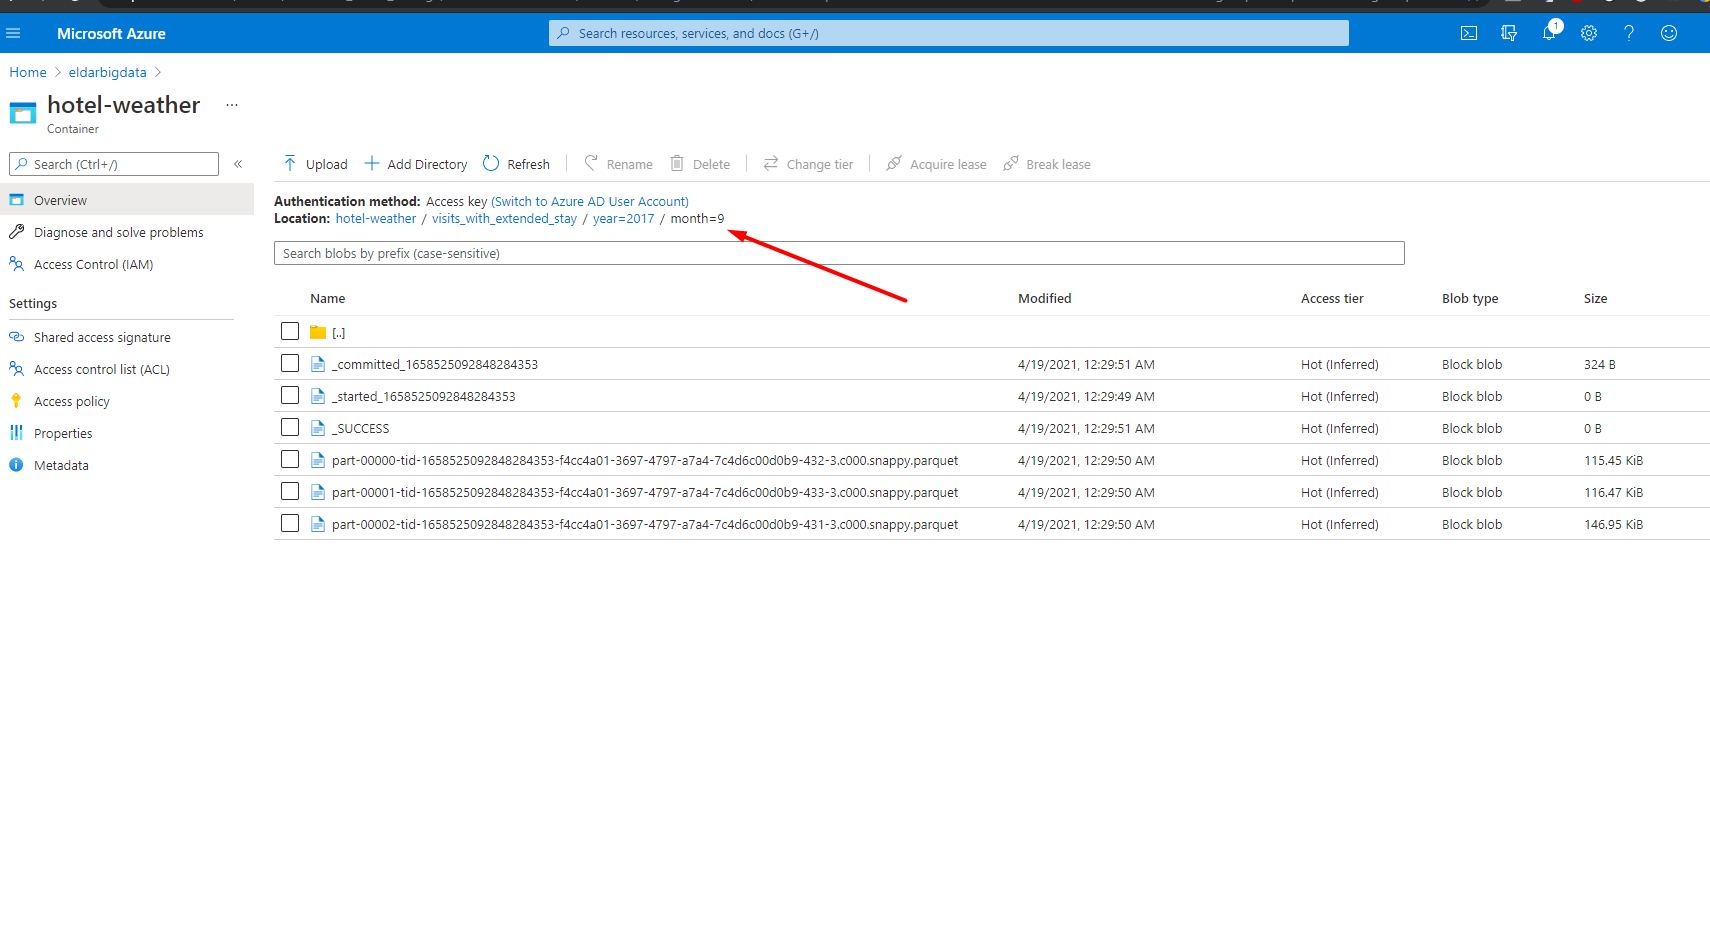 Microsoft Azure
Search resources, services, and docs (G+/)
1
Home > eldarbigdata >
hotel-weather ...
Container
Search (Ctrl+/)
«
Overview
Diagnose and solve problems
Access Control (IAM)
Settings
Shared access signature
Access control list (ACL)
Access policy
Properties
Metadata
Upload Add Directory Refresh Rename Delete Change tier Acquire lease Break lease
Authentication method: Access key (Switch to Azure AD User Account)
Location: hotel-weather / visits_with_extended_stay / year=2017 / month=9
Search blobs by prefix (case-sensitive)
Name Modified Access tier Blob type Size
[..]
_committed_1658525092848284353 4/19/2021, 12:29:51 AM Hot (Inferred) Block blob 324 B
_started_1658525092848284353 4/19/2021, 12:29:49 AM Hot (Inferred) Block blob 0 B
_SUCCESS 4/19/2021, 12:29:51 AM Hot (Inferred) Block blob 0 B
part-00000-tid-1658525092848284353-f4cc4a01-3697-4797-a7a4-7c4d6c00d0b9-432-3.c000.snappy.parquet 4/19/2021, 12:29:50 AM Hot (Inferred) Block blob 115.45 KiB
part-00001-tid-1658525092848284353-f4cc4a01-3697-4797-a7a4-7c4d6c00d0b9-433-3.c000.snappy.parquet 4/19/2021, 12:29:50 AM Hot (Inferred) Block blob 116.47 KiB
part-00002-tid-1658525092848284353-f4cc4a01-3697-4797-a7a4-7c4d6c00d0b9-431-3.c000.snappy.parquet 4/19/2021, 12:29:50 AM Hot (Inferred) Block blob 146.95 KiB